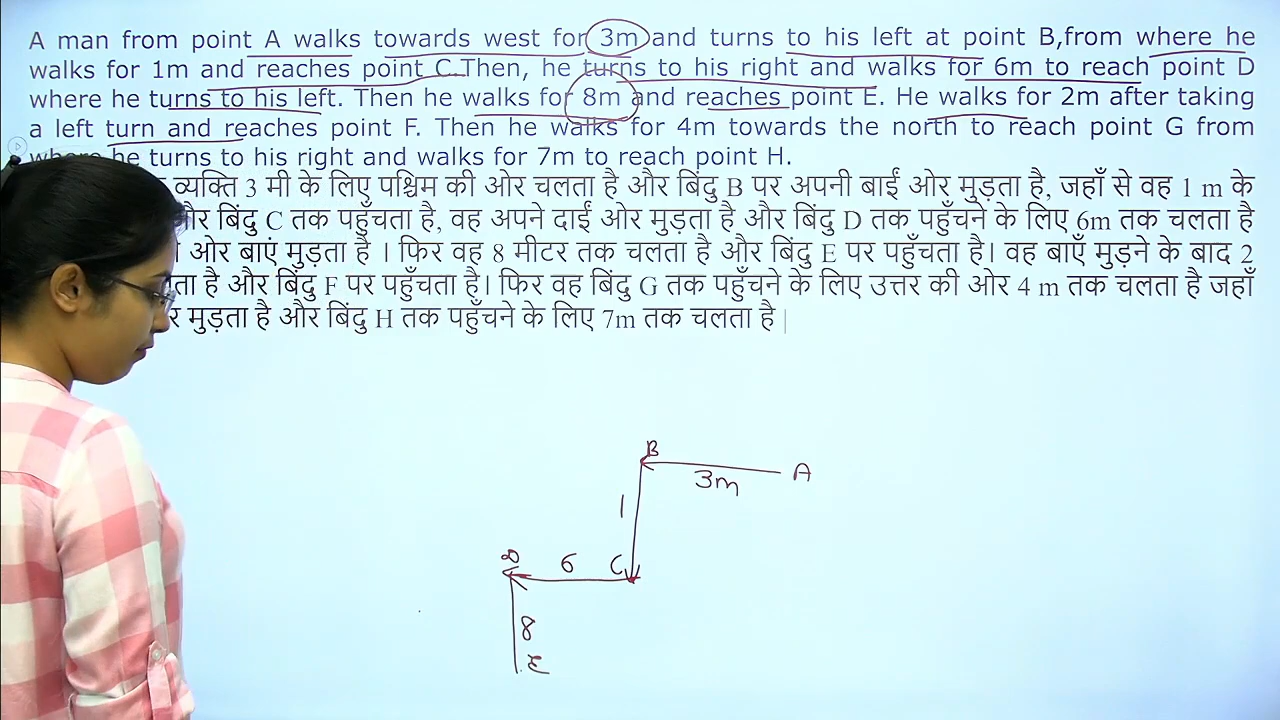 A man from point A walks towards west for 3m and turns to his left at point B,from where he
walks for 1m and reaches point C.Then, he turns to his right and walks for 6m to reach point D
where he turns to his left. Then he walks for 8m and reaches point E. He walks for 2m after taking
a left turn and reaches point F. Then he walks for 4m towards the north to reach point G from
where he turns to his right and walks for 7m to reach point H.
व्यक्ति 3 मी के लिए पश्चिम की ओर चलता है और बिंदु B पर अपनी बाईं ओर मुड़ता है, जहाँ से वह 1 m के
और बिंदु C तक पहुँचता है, वह अपने दाईं ओर मुड़ता है और बिंदु D तक पहुँचने के लिए 6m तक चलता है
ओर बाएं मुड़ता है । फिर वह 8 मीटर तक चलता है और बिंदु E पर पहुँचता है। वह बाएँ मुड़ने के बाद 2
है और बिंदु F पर पहुँचता है। फिर वह बिंदु G तक पहुँचने के लिए उत्तर की ओर 4 m तक चलता है जहाँ
मुड़ता है और बिंदु H तक पहुँचने के लिए 7m तक चलता है |
B
3m A
1
D 6 C
8
E